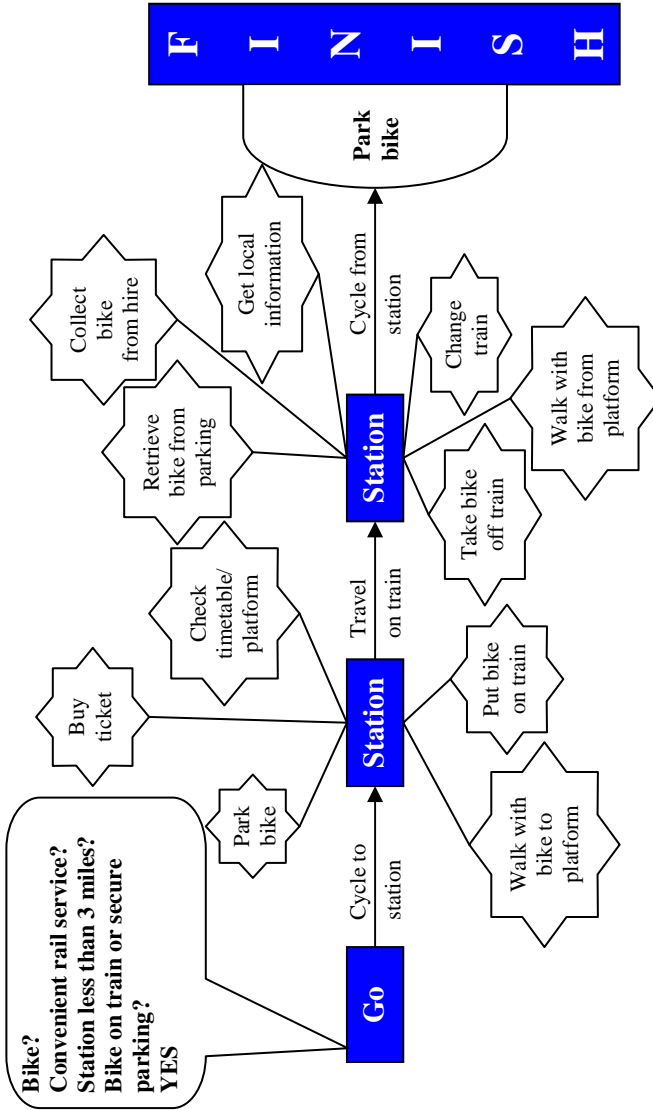 Bike?
Convenient rail service?
Station less than 3 miles?
Bike on train or secure
parking?
YES
Go
Cycle to
station
Park
bike
Buy
ticket
Check
timetable/
platform
Station
Walk with
bike to
platform
Put bike
on train
Travel
on train
Retrieve
bike from
parking
Collect
bike
from hire
Get local
information
Station
Take bike
off train
Walk with
bike from
platform
Change
train
Cycle from
station
Park
bike
F I N I S H